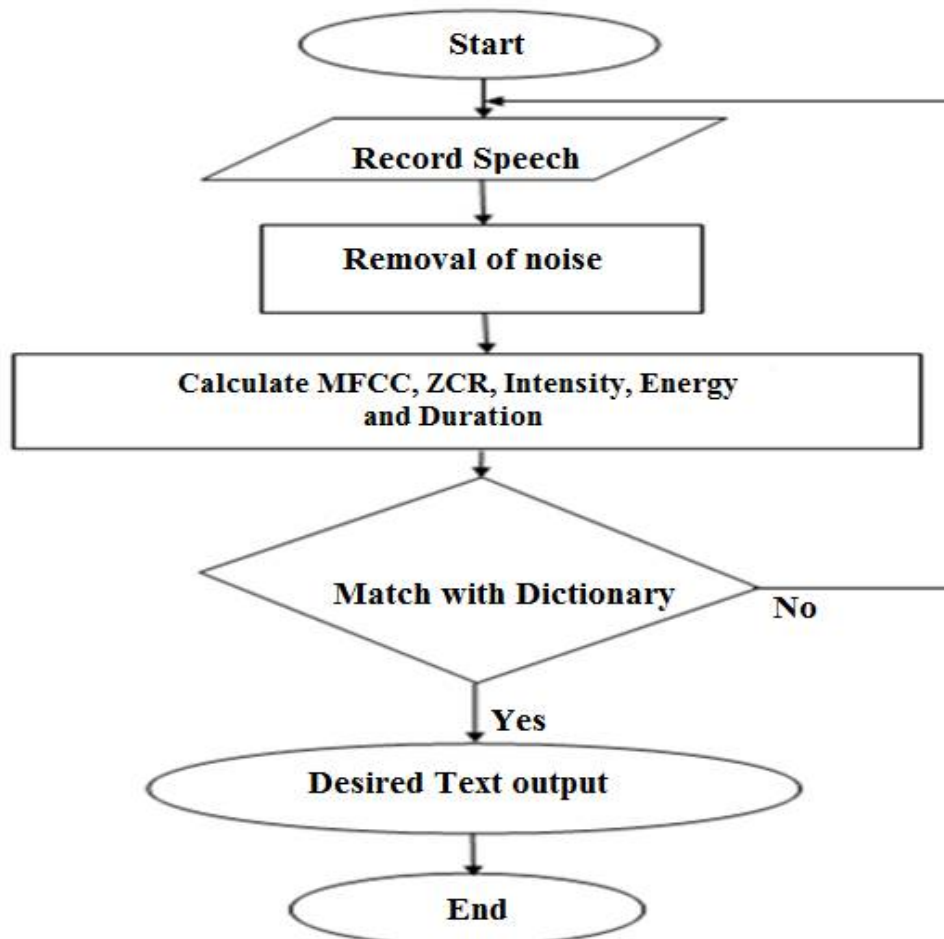 Start
Record Speech
Removal of noise
Calculate MFCC, ZCR, Intensity, Energy
and Duration
Match with Dictionary
No
Yes
Desired Text output
End